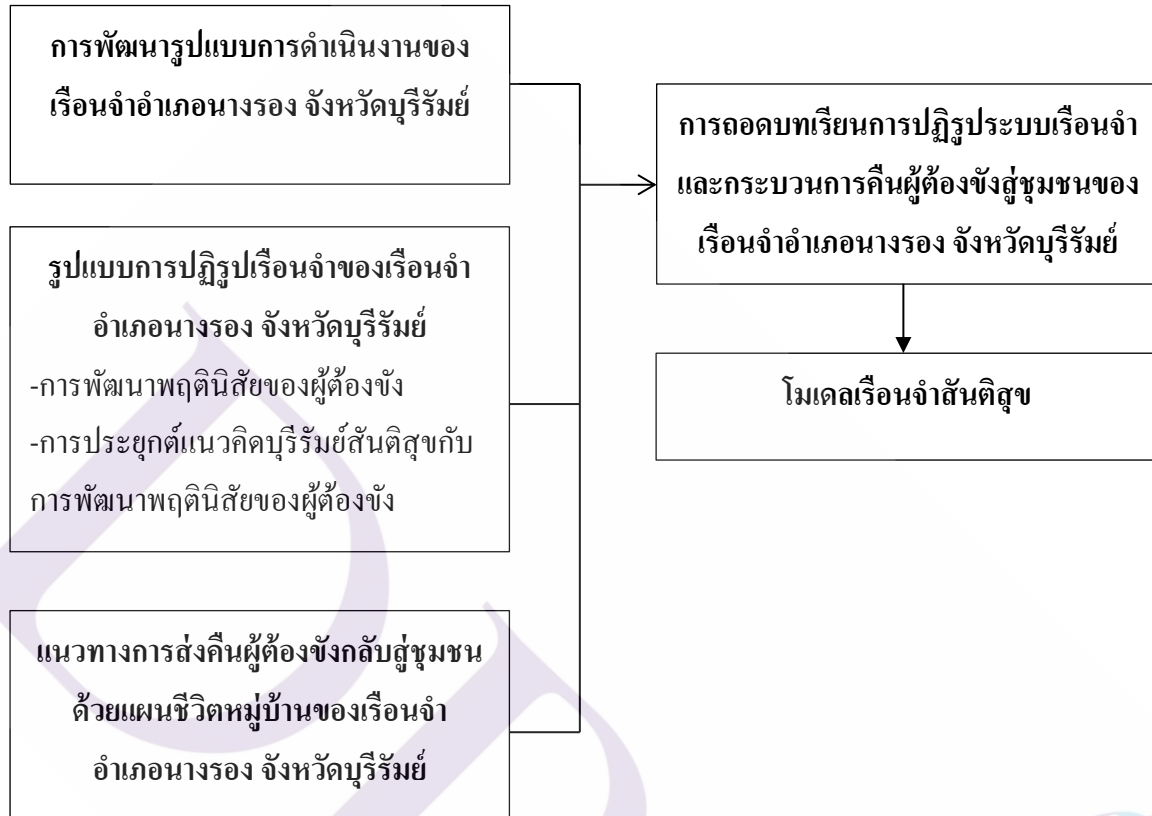 การพัฒนารูปแบบการดำเนินงานของ
เรือนจำอำเภอนางรอง จังหวัดบุรีรัมย์
รูปแบบการปฏิรูปเรือนจำของเรือนจำ
อำเภอนางรอง จังหวัดบุรีรัมย์
-การพัฒนาพฤตินิสัยของผู้ต้องขัง
-การประยุกต์แนวคิดบุรีรัมย์สันติสุขกับ
การพัฒนาพฤตินิสัยของผู้ต้องขัง
แนวทางการส่งคืนผู้ต้องขังกลับสู่ชุมชน
ด้วยแผนชีวิตหมู่บ้านของเรือนจำ
อำเภอนางรอง จังหวัดบุรีรัมย์
การถอดบทเรียนการปฏิรูประบบเรือนจำ
และกระบวนการคืนผู้ต้องขังสู่ชุมชนของ
เรือนจำอำเภอนางรอง จังหวัดบุรีรัมย์
โมเดลเรือนจำสันติสุข